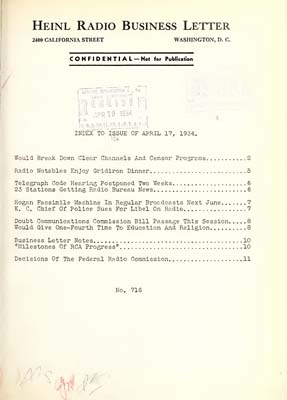 HEINL RADIO BUSINESS LETTER
2400 CALIFORNIA STREET WASHINGTON, D. C.
CONFIDENTIAL—Not for Publication
APR 19 1934
INDEX TO ISSUE OF APRIL 17, 1934.
Would Break Down Clear Channels And Censor Programs..........2
Radio Notables Enjoy Gridiron Dinner.........................5
Telegraph Code Hearing Postponed Two Weeks...................6
23 Stations Getting Radio Bureau News........................6
Hogan Facsimile Machine In Regular Broadcasts Next June......7
K. C. Chief Of Police Sues For Libel On Radio................7
Doubt Communications Commission Bill Passage This Session....8
Would Give One-Fourth Time To Education And Religion.........8
Business Letter Notes.......................................10
"Milestones Of RCA Progress"................................10
Decisions Of The Federal Radio Commission...................11
No. 716